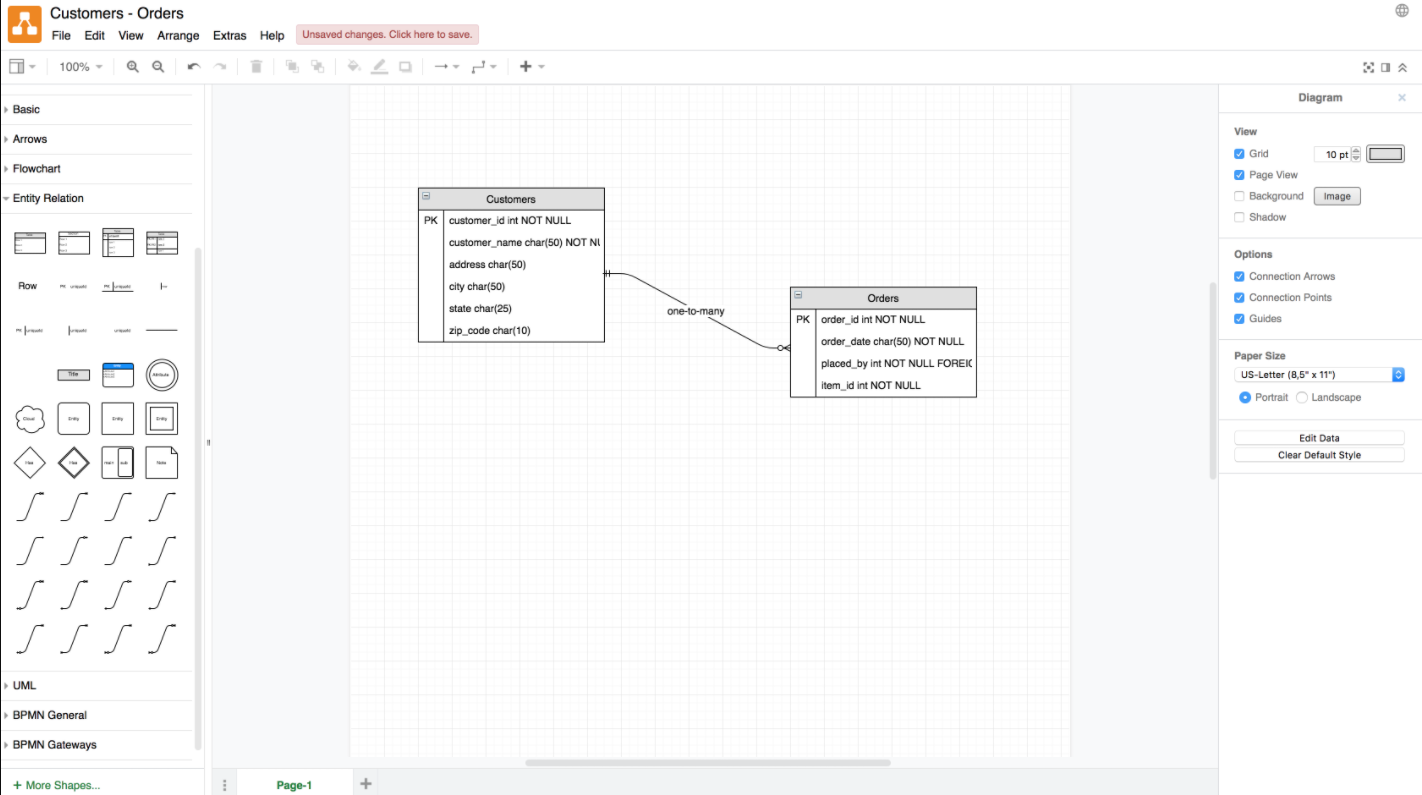 Customers - Orders
File Edit View Arrange Extras Help Unsaved changes. Click here to save.
100%
Basic
Arrows
Flowchart
Entity Relation
Row
Title
Attribute
Cloud
Entity
Entity
Entity
Note
UML
BPMN General
BPMN Gateways
+ More Shapes...
Customers
PK customer_id int NOT NULL
customer_name char(50) NOT NU
address char(50)
city char(50)
state char(25)
zip_code char(10)
one-to-many
Orders
PK order_id int NOT NULL
order_date char(50) NOT NULL
placed_by int NOT NULL FOREIG
item_id int NOT NULL
Page-1
Diagram
View
Grid 10 pt
Page View
Background Image
Shadow
Options
Connection Arrows
Connection Points
Guides
Paper Size
US-Letter (8,5" x 11")
Portrait Landscape
Edit Data
Clear Default Style